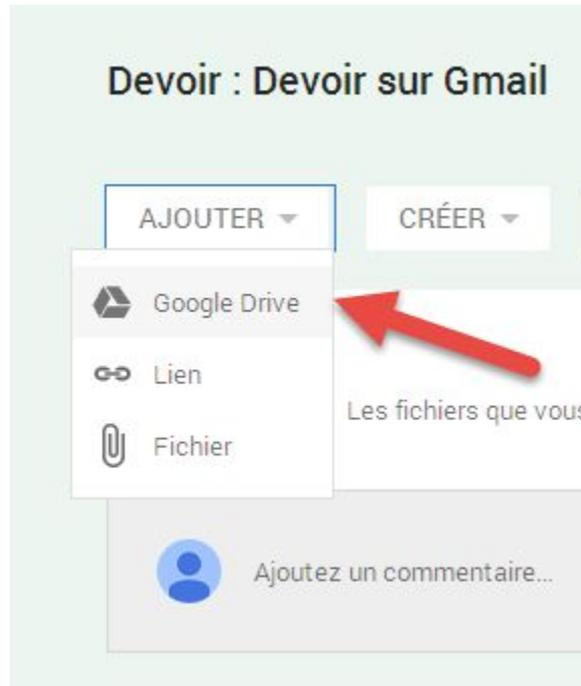 Devoir : Devoir sur Gmail
AJOUTER CRÉER
Google Drive
Lien
Les fichiers que vous
Fichier
Ajoutez un commentaire...